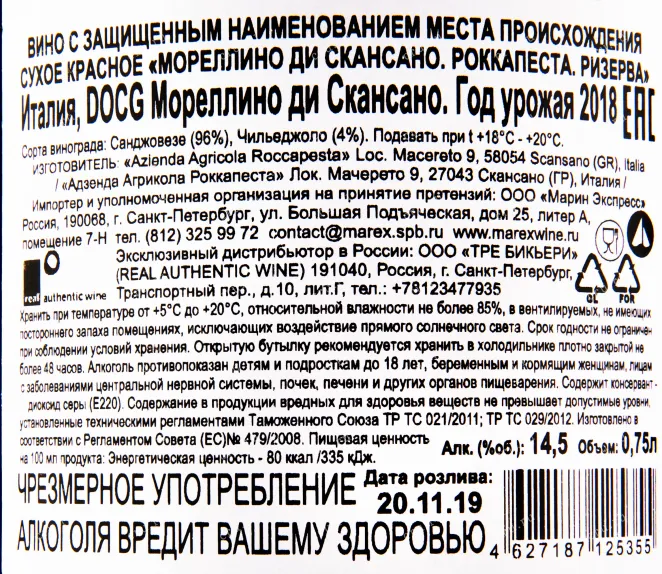 ВИНО С ЗАЩИЩЕННЫМ НАИМЕНОВАНИЕМ МЕСТА ПРОИСХОЖДЕНИЯ
СУХОЕ КРАСНОЕ «МОРЕЛЛИНО ДИ СКАНСАНО. РОККАПЕСТА. РИЗЕРВА»
Италия, DOCG Мореллино ди Скансано. Год урожая 2018 EAC
Сорта винограда: Санджовезе (96%), Чильеджоло (4%). Подавать при t +18°C - +20°C.
ИЗГОТОВИТЕЛЬ: «Azienda Agricola Roccapesta» Loc. Macereto 9, 58054 Scansano (GR), Italia
/ «Адзенда Агрикола Роккапеста» Лок. Мачерето 9, 27043 Скансано (ГР), Италия /
Импортер и уполномоченная организация на принятие претензий: ООО «Марин Экспресс»
Россия, 190068, г. Санкт-Петербург, ул. Большая Подъяческая, дом 25, литер А,
помещение 7-Н тел. (812) 325 99 72 contact@marex.spb.ru www.marexwine.ru
Эксклюзивный дистрибьютор в России: ООО «ТРЕ БИКЬЕРИ»
(REAL AUTHENTIC WINE) 191040, Россия, г. Санкт-Петербург,
Транспортный пер., д.10, лит.Г, тел.: +78123477935
real authentic wine
GL FOR
Хранить при температуре от +5°C до +20°C, относительной влажности не более 85%, в вентилируемых, не имеющих
постороннего запаха помещениях, исключающих воздействие прямого солнечного света. Срок годности не ограничен
при соблюдении условий хранения. Открытую бутылку рекомендуется хранить в холодильнике плотно закрытой не
более 48 часов. Алкоголь противопоказан детям и подросткам до 18 лет, беременным и кормящим женщинам, лицам
с заболеваниями центральной нервной системы, почек, печени и других органов пищеварения. Содержит консервант-
диоксид серы (Е220). Содержание в продукции вредных для здоровья веществ не превышает допустимые уровни,
установленные техническими регламентами Таможенного Союза ТР ТС 021/2011; ТР ТС 029/2012. Изготовлено в
соответствии с Регламентом Совета (ЕС)№ 479/2008. Пищевая ценность
на 100 мл продукта: Энергетическая ценность - 80 ккал /335 кДж.
Алк. (%об.): 14,5 Объем: 0,75л
ЧРЕЗМЕРНОЕ УПОТРЕБЛЕНИЕ
АЛКОГОЛЯ ВРЕДИТ ВАШЕМУ ЗДОРОВЬЮ
Дата розлива:
20.11.19
4 627187 125355